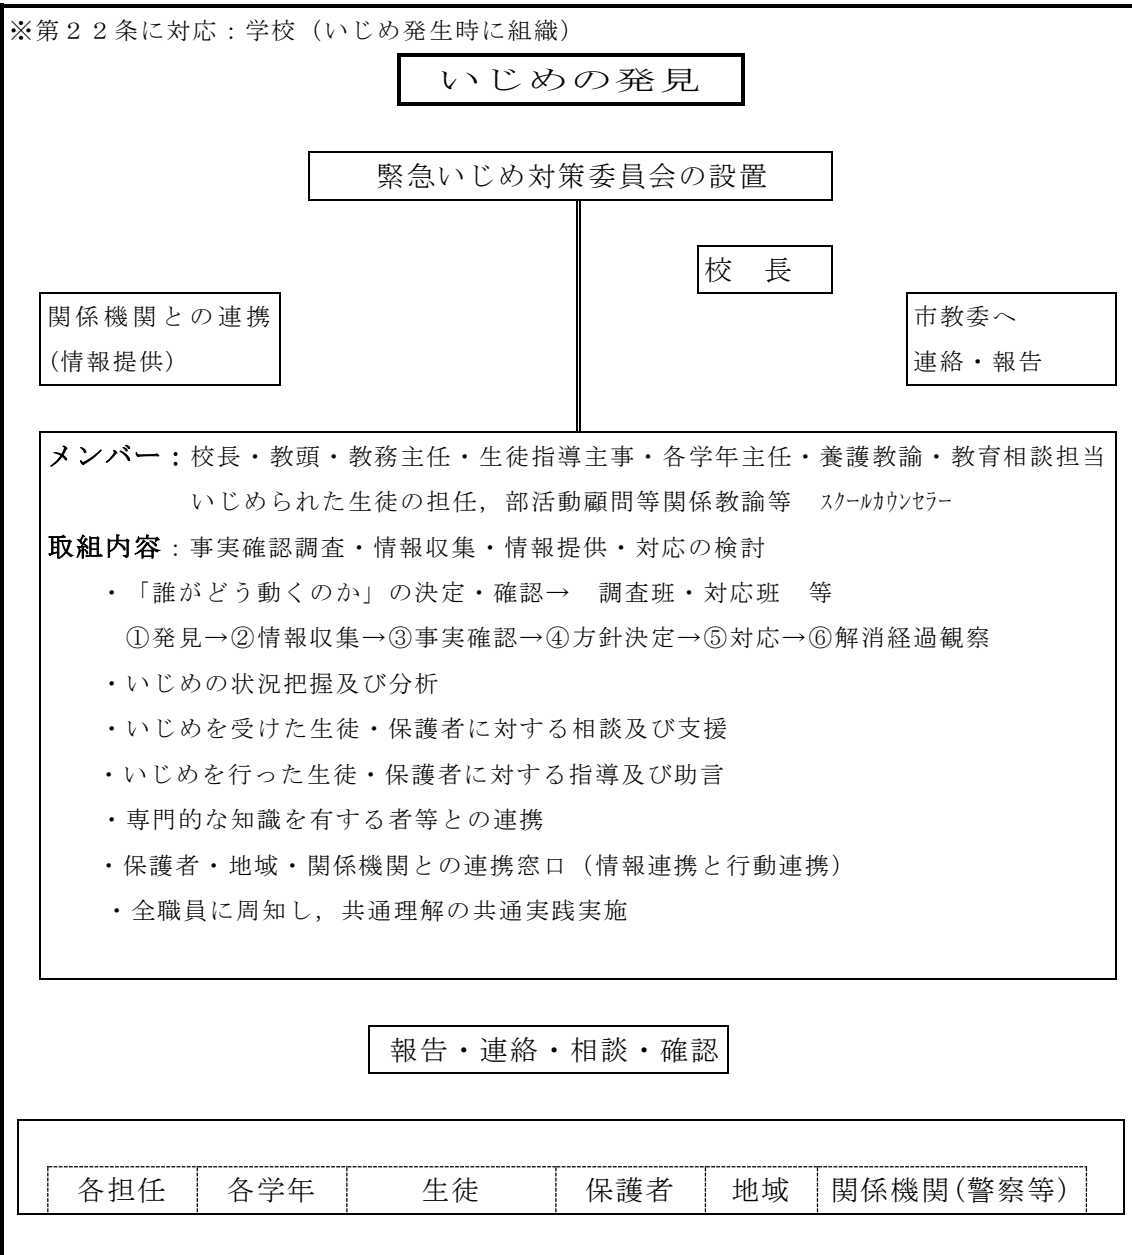 ※第２２条に対応：学校（いじめ発生時に組織）
いじめの発見
緊急いじめ対策委員会の設置
校　長
関係機関との連携
(情報提供)
市教委へ
連絡・報告
メンバー：校長・教頭・教務主任・生徒指導主事・各学年主任・養護教諭・教育相談担当
いじめられた生徒の担任，部活動顧問等関係教諭等　ｽｸｰﾙｶｳﾝｾﾗｰ
取組内容：事実確認調査・情報収集・情報提供・対応の検討
・「誰がどう動くのか」の決定・確認→　調査班・対応班　等
①発見→②情報収集→③事実確認→④方針決定→⑤対応→⑥解消経過観察
・いじめの状況把握及び分析
・いじめを受けた生徒・保護者に対する相談及び支援
・いじめを行った生徒・保護者に対する指導及び助言
・専門的な知識を有する者等との連携
・保護者・地域・関係機関との連携窓口（情報連携と行動連携）
・全職員に周知し，共通理解の共通実践実施
報告・連絡・相談・確認
各担任　各学年　生徒　保護者　地域　関係機関(警察等)